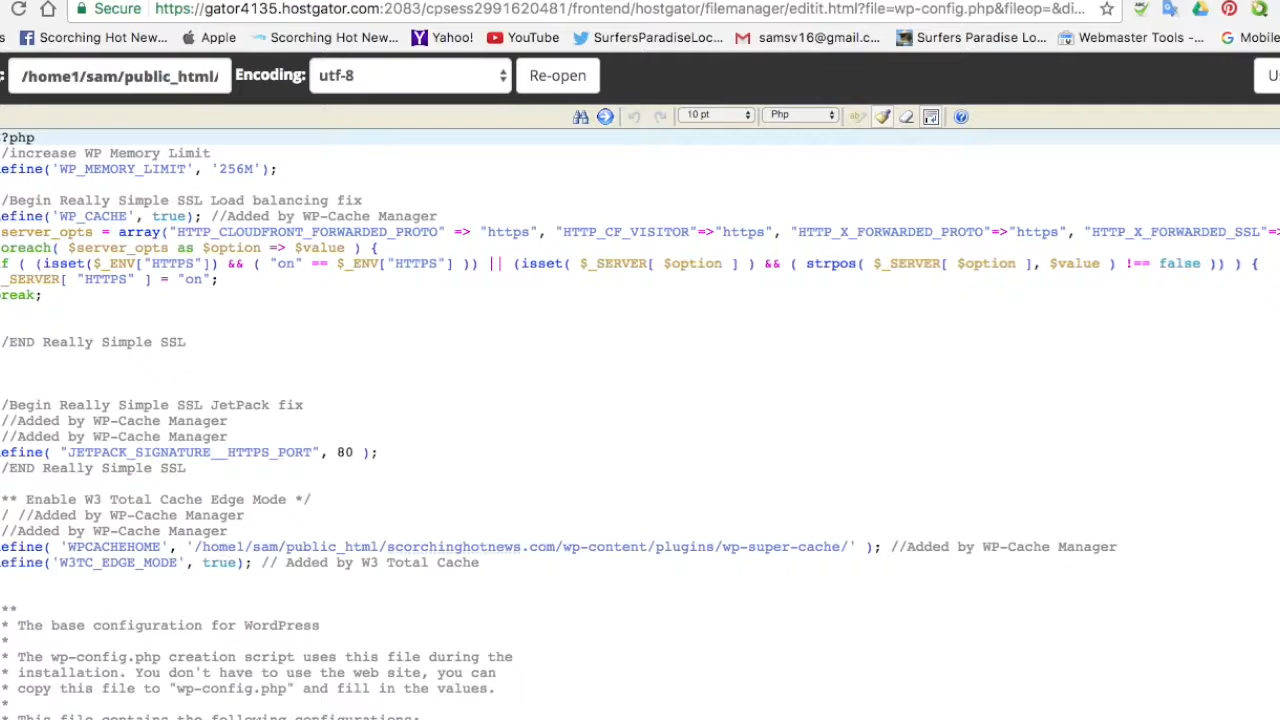 Secure https://gator4135.hostgator.com:2083/cpsess2991620481/frontend/hostgator/filemanager/editit.html?file=wp-config.php&fileop=&di...
s Scorching Hot New... Apple Scorching Hot New... Yahoo! YouTube SurfersParadiseLoc... samsv16@gmail.c... Surfers Paradise Lo... Webmaster Tools -... Mobile
: /home1/sam/public_html/ Encoding: utf-8 Re-open Us
10 pt Php
?php
/increase WP Memory Limit
efine('WP_MEMORY_LIMIT', '256M');
/Begin Really Simple SSL Load balancing fix
efine('WP_CACHE', true); //Added by WP-Cache Manager
server_opts = array("HTTP_CLOUDFRONT_FORWARDED_PROTO" => "https", "HTTP_CF_VISITOR"=>"https", "HTTP_X_FORWARDED_PROTO"=>"https", "HTTP_X_FORWARDED_SSL"=>
oreach( $server_opts as $option => $value ) {
f ( (isset($_ENV["HTTPS"]) && ( "on" == $_ENV["HTTPS"] )) || (isset( $_SERVER[ $option ] ) && ( strpos( $_SERVER[ $option ], $value ) !== false )) ) {
_SERVER[ "HTTPS" ] = "on";
reak;
/END Really Simple SSL
/Begin Really Simple SSL JetPack fix
//Added by WP-Cache Manager
//Added by WP-Cache Manager
efine( "JETPACK_SIGNATURE__HTTPS_PORT", 80 );
/END Really Simple SSL
** Enable W3 Total Cache Edge Mode */
/ //Added by WP-Cache Manager
//Added by WP-Cache Manager
efine( 'WPCACHEHOME', '/home1/sam/public_html/scorchinghotnews.com/wp-content/plugins/wp-super-cache/' ); //Added by WP-Cache Manager
efine('W3TC_EDGE_MODE', true); // Added by W3 Total Cache
**
* The base configuration for WordPress
*
* The wp-config.php creation script uses this file during the
* installation. You don't have to use the web site, you can
* copy this file to "wp-config.php" and fill in the values.
*
* This file contains the following configurations: